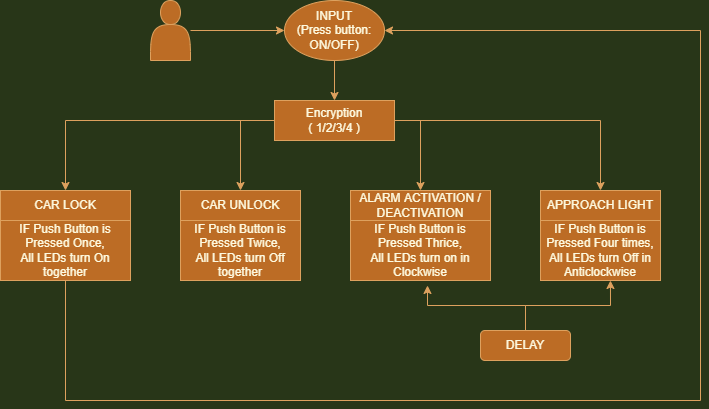 INPUT
(Press button:
ON/OFF)
Encryption
( 1/2/3/4 )
CAR LOCK
IF Push Button is
Pressed Once,
All LEDs turn On
together
CAR UNLOCK
IF Push Button is
Pressed Twice,
All LEDs turn Off
together
ALARM ACTIVATION /
DEACTIVATION
IF Push Button is
Pressed Thrice,
All LEDs turn on in
Clockwise
APPROACH LIGHT
IF Push Button is
Pressed Four times,
All LEDs turn Off in
Anticlockwise
DELAY